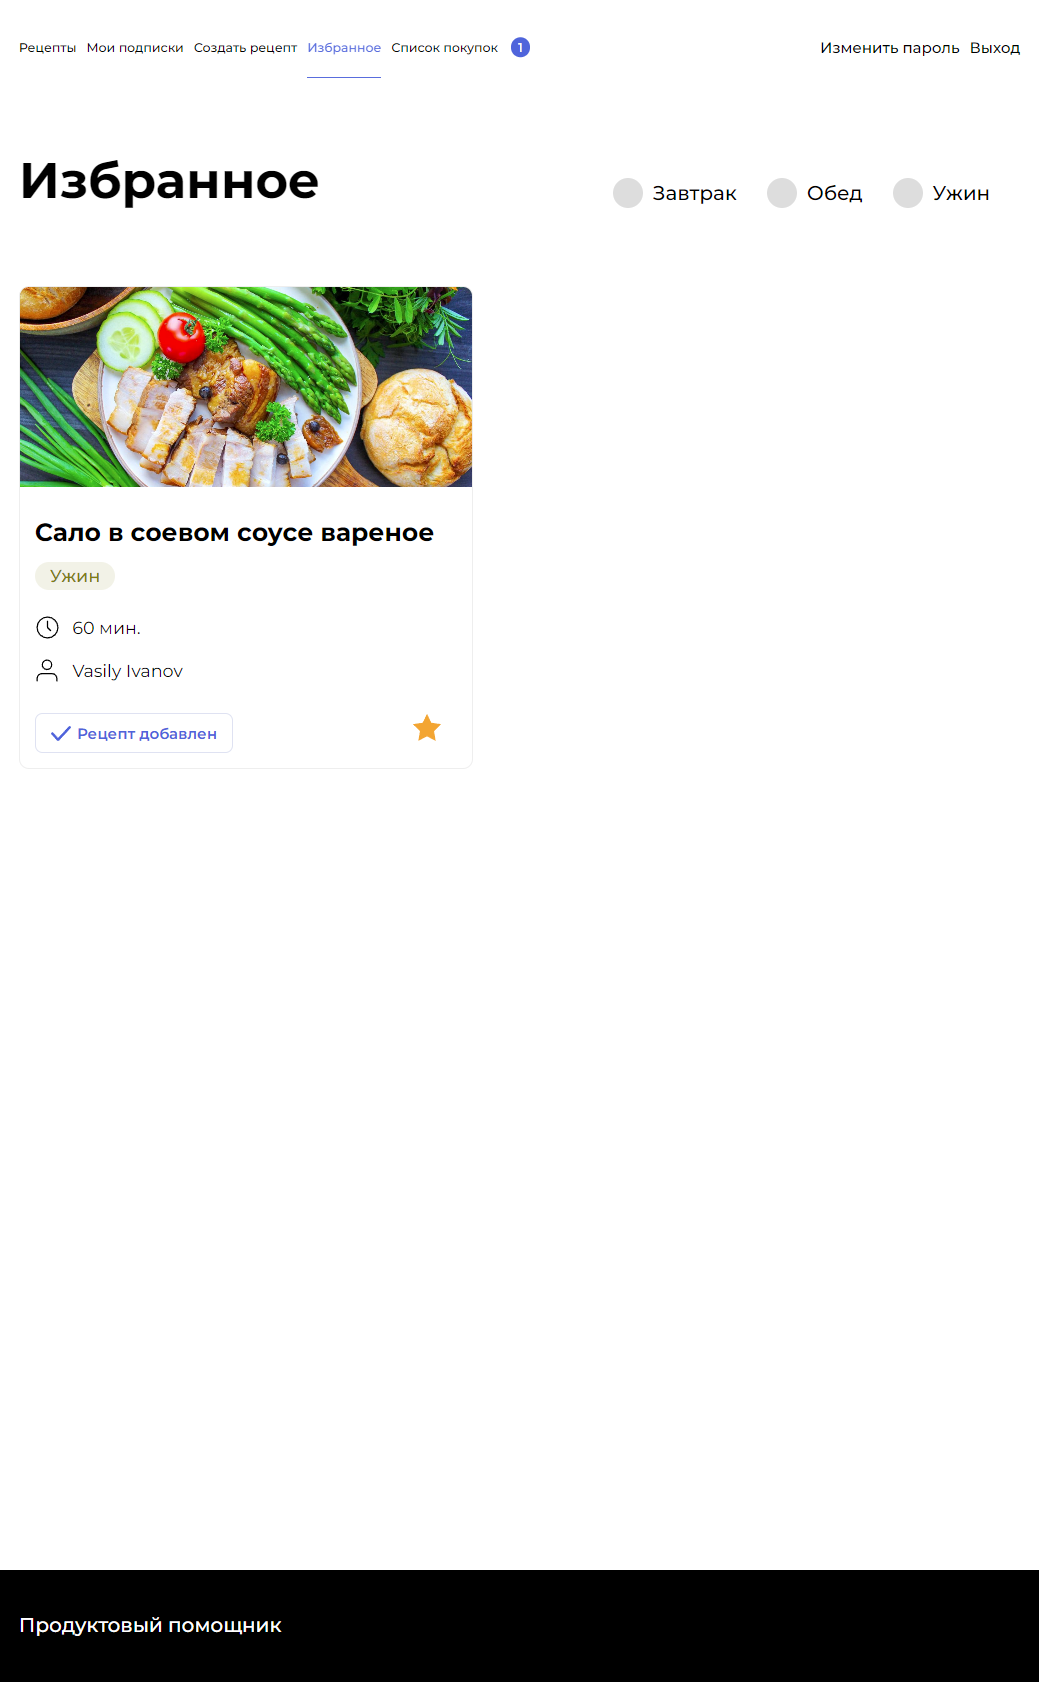 Рецепты Мои подписки Создать рецепт Избранное Список покупок 1 Изменить пароль Выход
Избранное
Завтрак Обед Ужин
Сало в соевом соусе вареное
Ужин
60 мин.
Vasily Ivanov
Рецепт добавлен
Продуктовый помощник